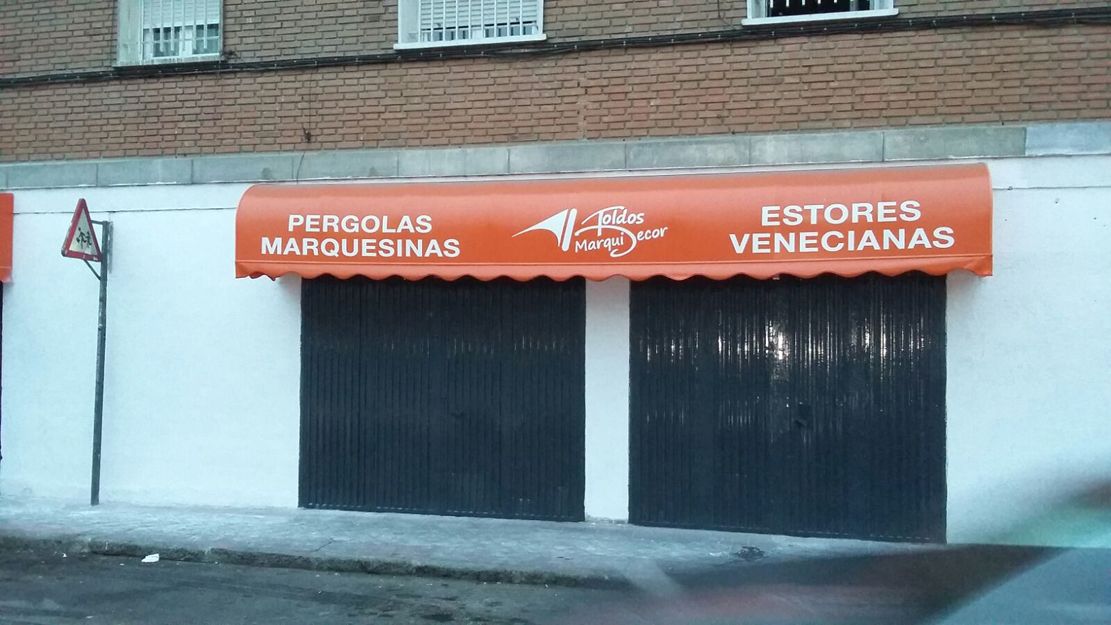 PERGOLAS
MARQUESINAS
Toldos
Marqui Decor
ESTORES
VENECIANAS